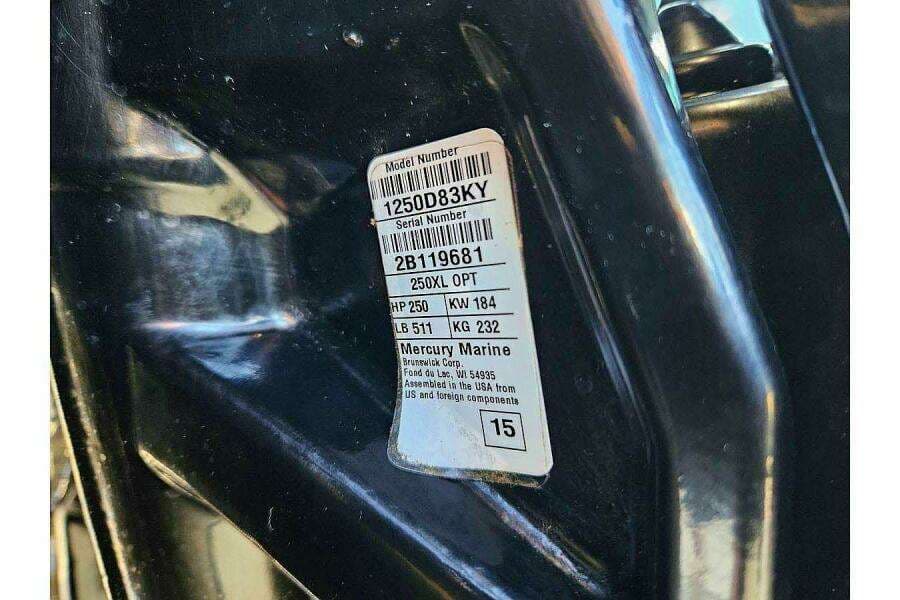 Model Number
1250D83KY
Serial Number
2B119681
250XL OPT
HP 250 KW 184
LB 511 KG 232
Mercury Marine
Brunswick Corp.
Fond du Lac, WI 54935
Assembled in the USA from
US and foreign components
15